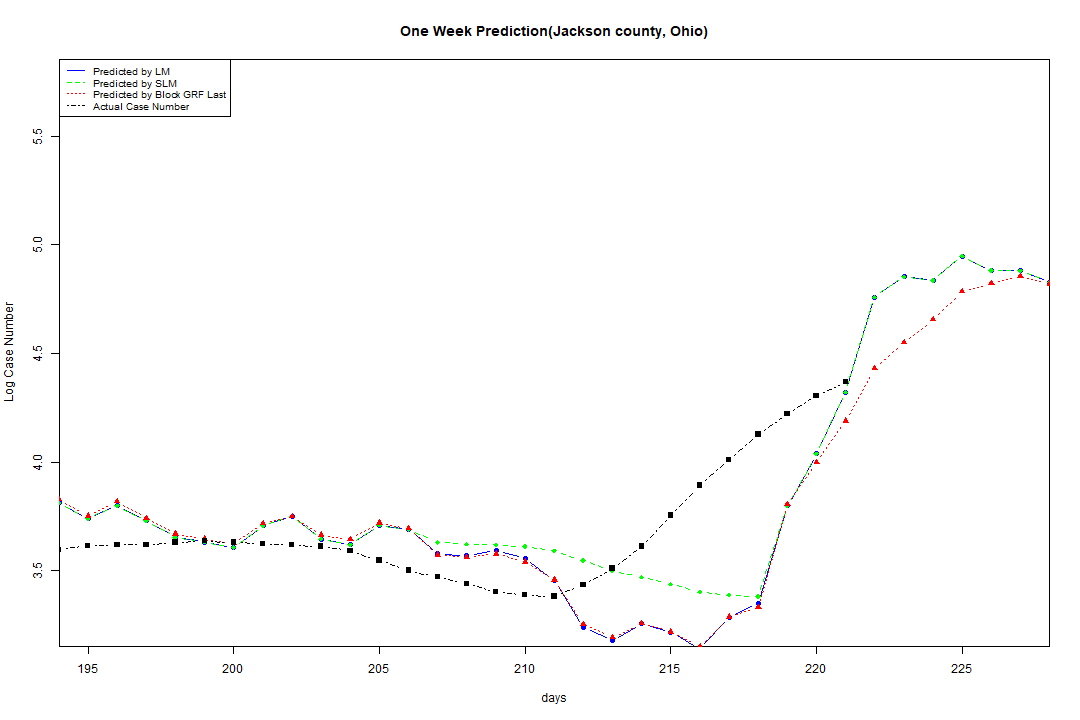 One Week Prediction(Jackson county, Ohio)
Predicted by LM
Predicted by SLM
Predicted by Block GRF Last
Actual Case Number
5.5
5.0
4.5
4.0
3.5
Log Case Number
195 200 205 210 215 220 225
days